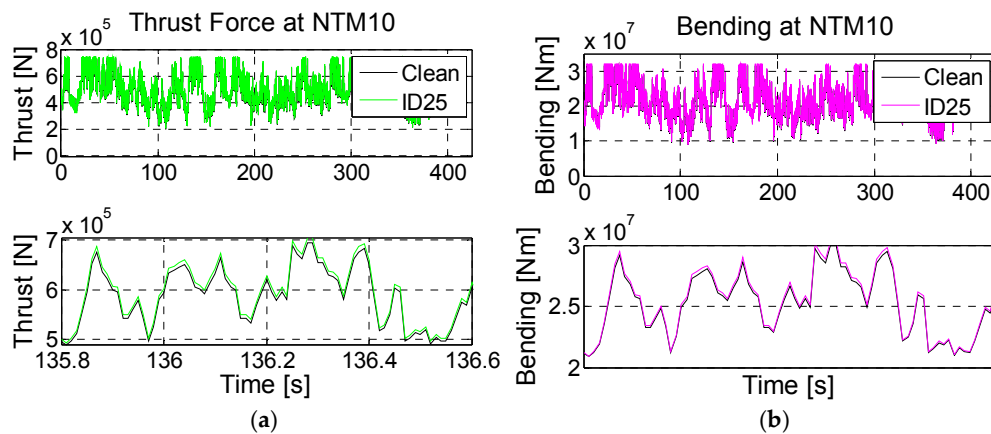 Thrust Force at NTM10
x 10^5
Thrust [N]
8
6
4
2
0
0 100 200 300 400
Clean
ID25
x 10^5
Thrust [N]
7
6
5
135.8 136 136.2 136.4 136.6
Time [s]
(a)
Bending at NTM10
x 10^7
Bending [Nm]
3
2
1
0
0 100 200 300 400
Clean
ID25
x 10^7
Bending [Nm]
3
2.5
2
Time [s]
(b)